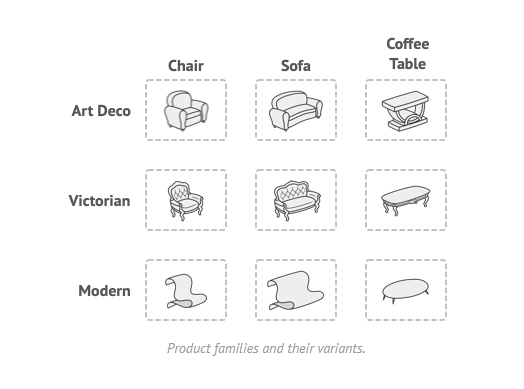 Chair
Sofa
Coffee
Table
Art Deco
Victorian
Modern
Product families and their variants.